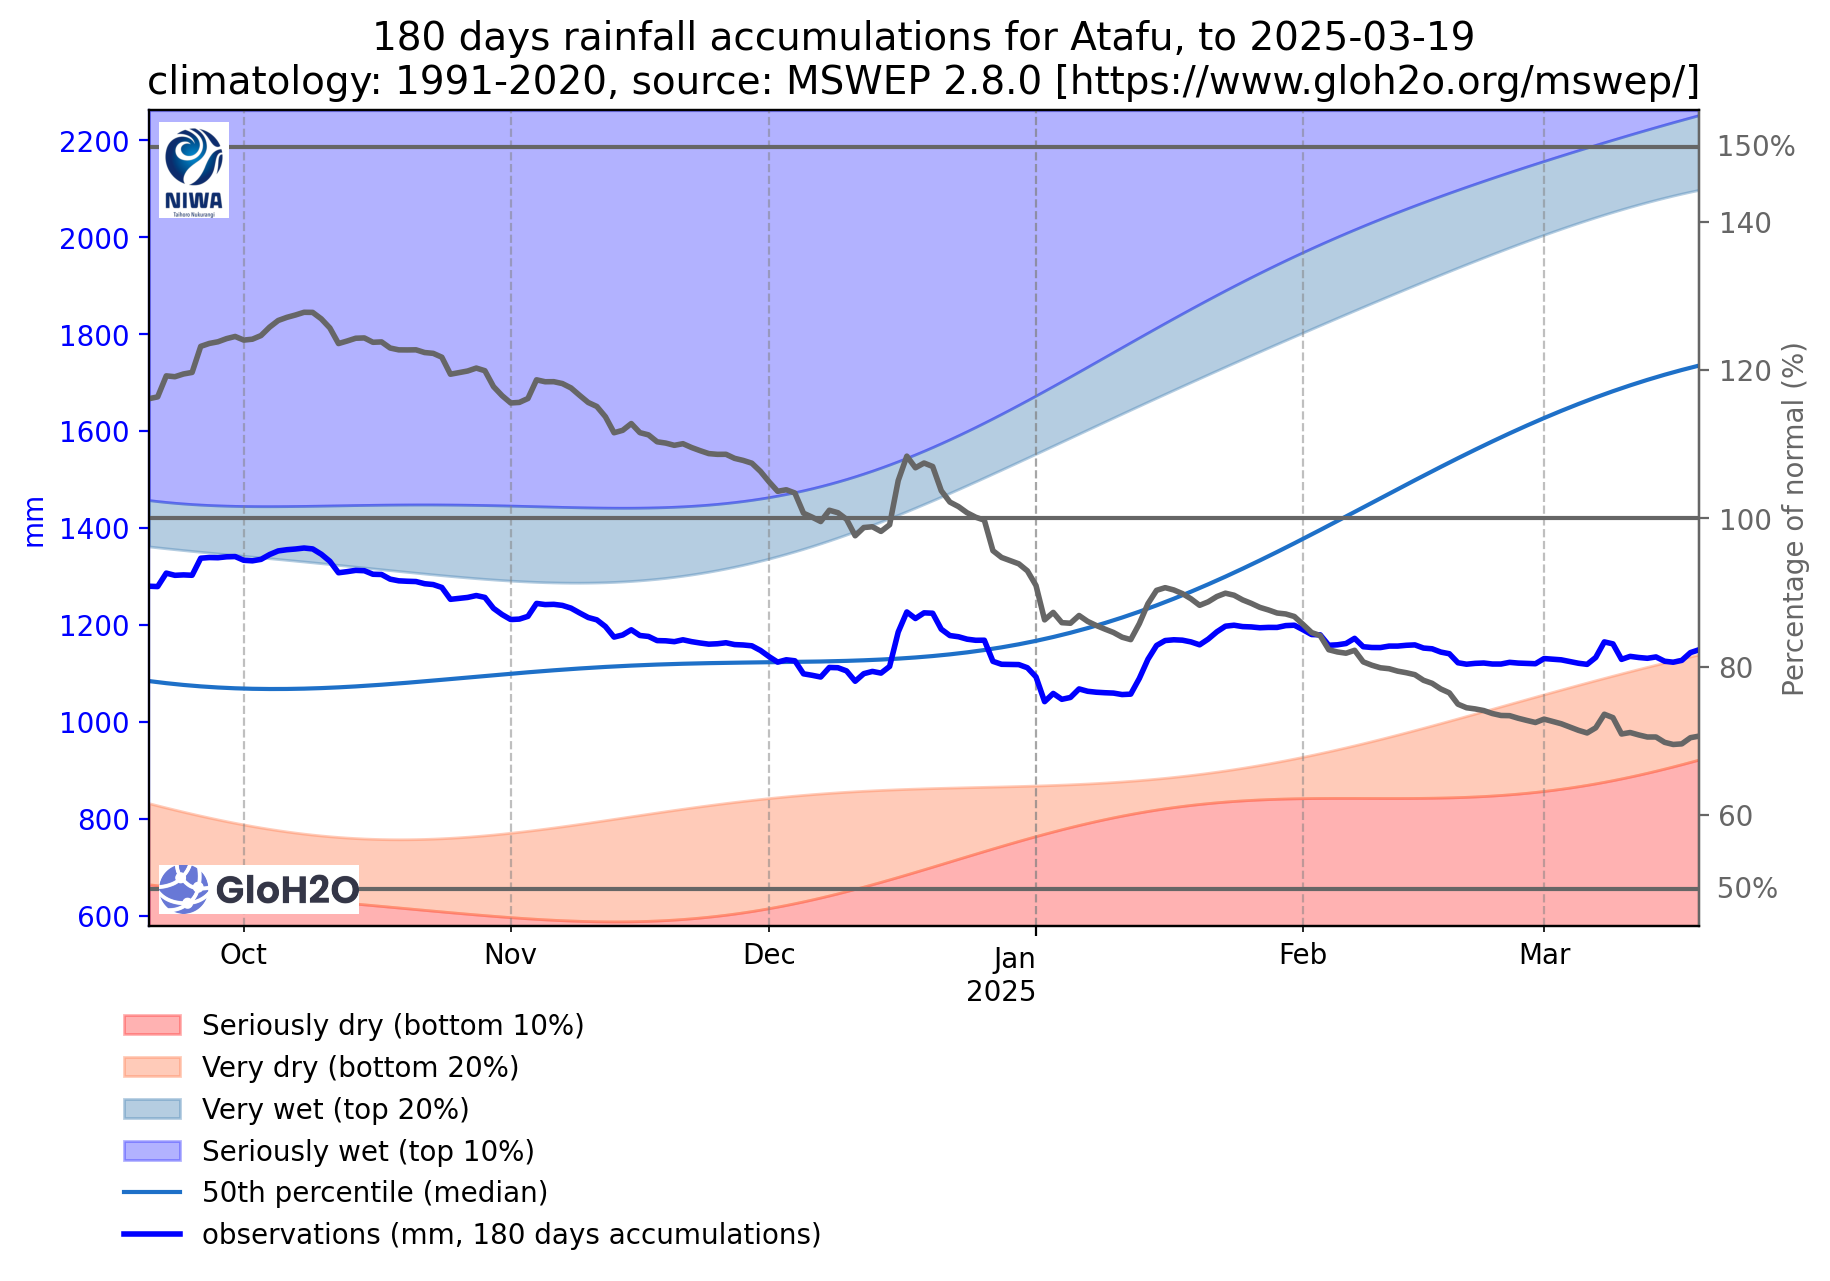 180 days rainfall accumulations for Atafu, to 2025-03-19
climatology: 1991-2020, source: MSWEP 2.8.0 [https://www.gloh2o.org/mswep/]
2200
2000
1800
1600
1400
1200
1000
800
600
mm
150%
140
120
100
80
60
50%
Percentage of normal (%)
NIWA
Taihoro Nukurangi
GloH2O
Oct
Nov
Dec
Jan
2025
Feb
Mar
Seriously dry (bottom 10%)
Very dry (bottom 20%)
Very wet (top 20%)
Seriously wet (top 10%)
50th percentile (median)
observations (mm, 180 days accumulations)